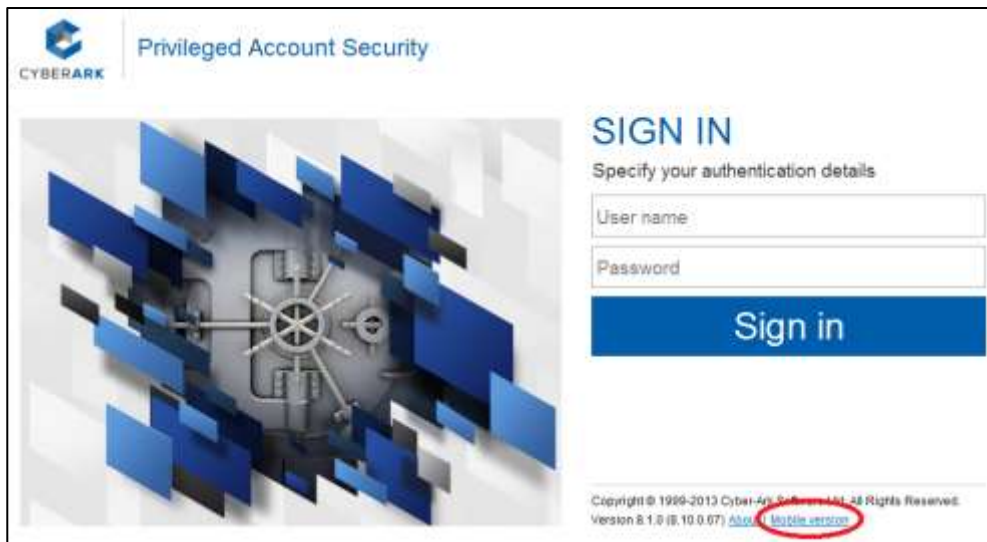 CYBERARK
Privileged Account Security
SIGN IN
Specify your authentication details
User name
Password
Sign in
Copyright © 1999-2013 Cyber-Ark Software Ltd. All Rights Reserved.
Version 8.1.0 (8.10.0.67) About | Mobile version